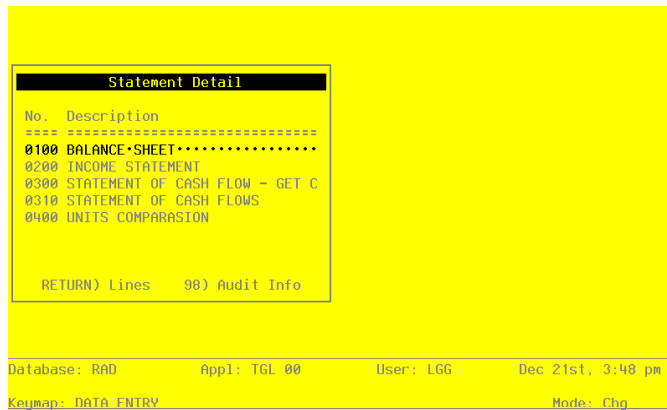 Statement Detail
No. Description
==== ==============================
0100 BALANCE·SHEET·················
0200 INCOME STATEMENT
0300 STATEMENT OF CASH FLOW - GET C
0310 STATEMENT OF CASH FLOWS
0400 UNITS COMPARASION
RETURN) Lines 98) Audit Info
Database: RAD Appl: TGL 00 User: LGG Dec 21st, 3:48 pm
Keymap: DATA ENTRY Mode: Chg